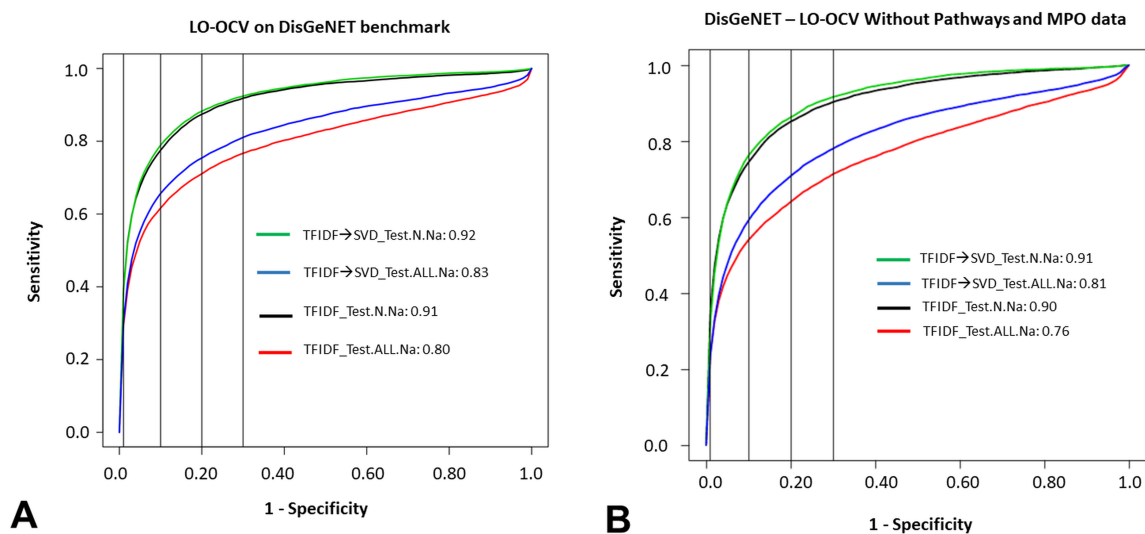 LO-OCV on DisGeNET benchmark
Sensitivity
1.0
0.8
0.6
0.4
0.2
0.0
TFIDF→SVD_Test.N.Na: 0.92
TFIDF→SVD_Test.ALL.Na: 0.83
TFIDF_Test.N.Na: 0.91
TFIDF_Test.ALL.Na: 0.80
0.0 0.20 0.40 0.60 0.80 1.0
1 - Specificity
A
DisGeNET – LO-OCV Without Pathways and MPO data
Sensitivity
1.0
0.8
0.6
0.4
0.2
0.0
TFIDF→SVD_Test.N.Na: 0.91
TFIDF→SVD_Test.ALL.Na: 0.81
TFIDF_Test.N.Na: 0.90
TFIDF_Test.ALL.Na: 0.76
0.0 0.20 0.40 0.60 0.80 1.0
1 - Specificity
B